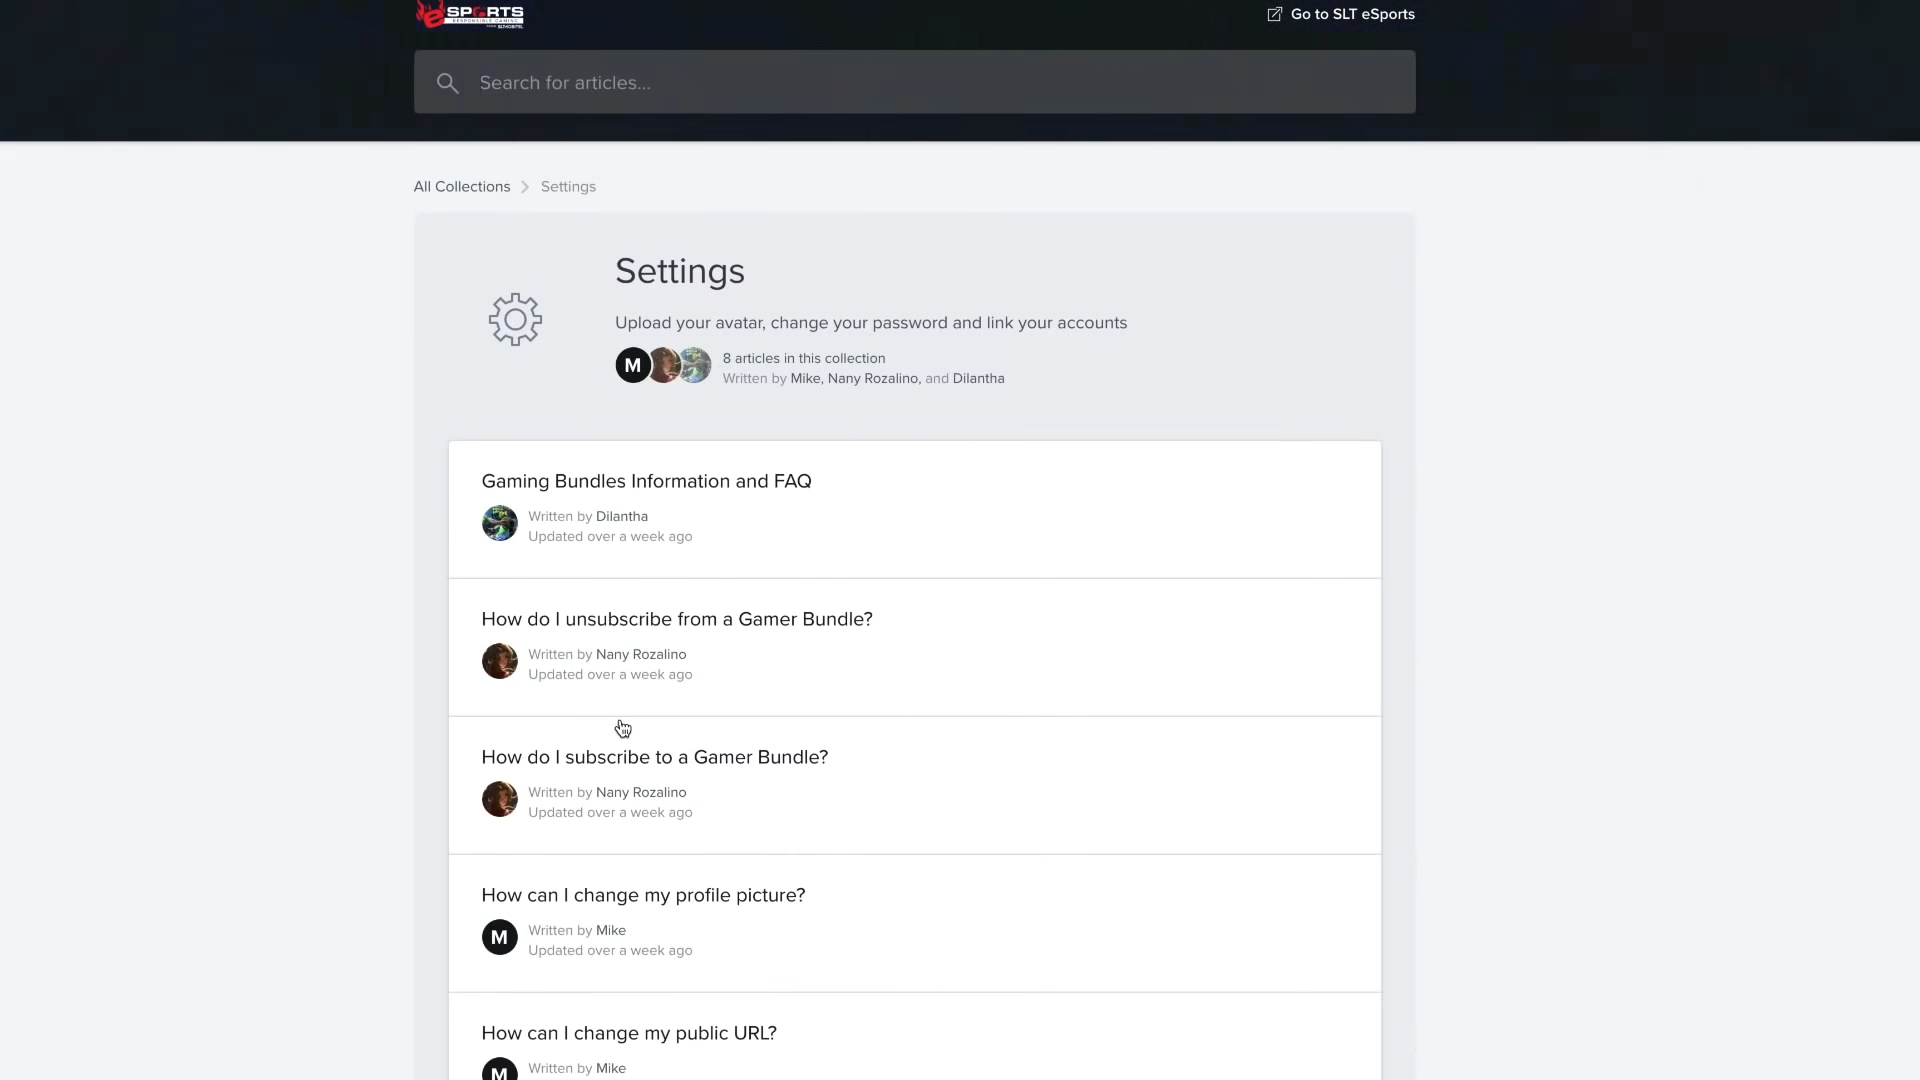 eSPORTS
RESPONSIBLE GAMING
Go to SLT eSports
Search for articles...
All Collections
Settings
Settings
Upload your avatar, change your password and link your accounts
M
8 articles in this collection
Written by Mike, Nany Rozalino, and Dilantha
Gaming Bundles Information and FAQ
Written by Dilantha
Updated over a week ago
How do I unsubscribe from a Gamer Bundle?
Written by Nany Rozalino
Updated over a week ago
How do I subscribe to a Gamer Bundle?
Written by Nany Rozalino
Updated over a week ago
How can I change my profile picture?
M
Written by Mike
Updated over a week ago
How can I change my public URL?
M
Written by Mike